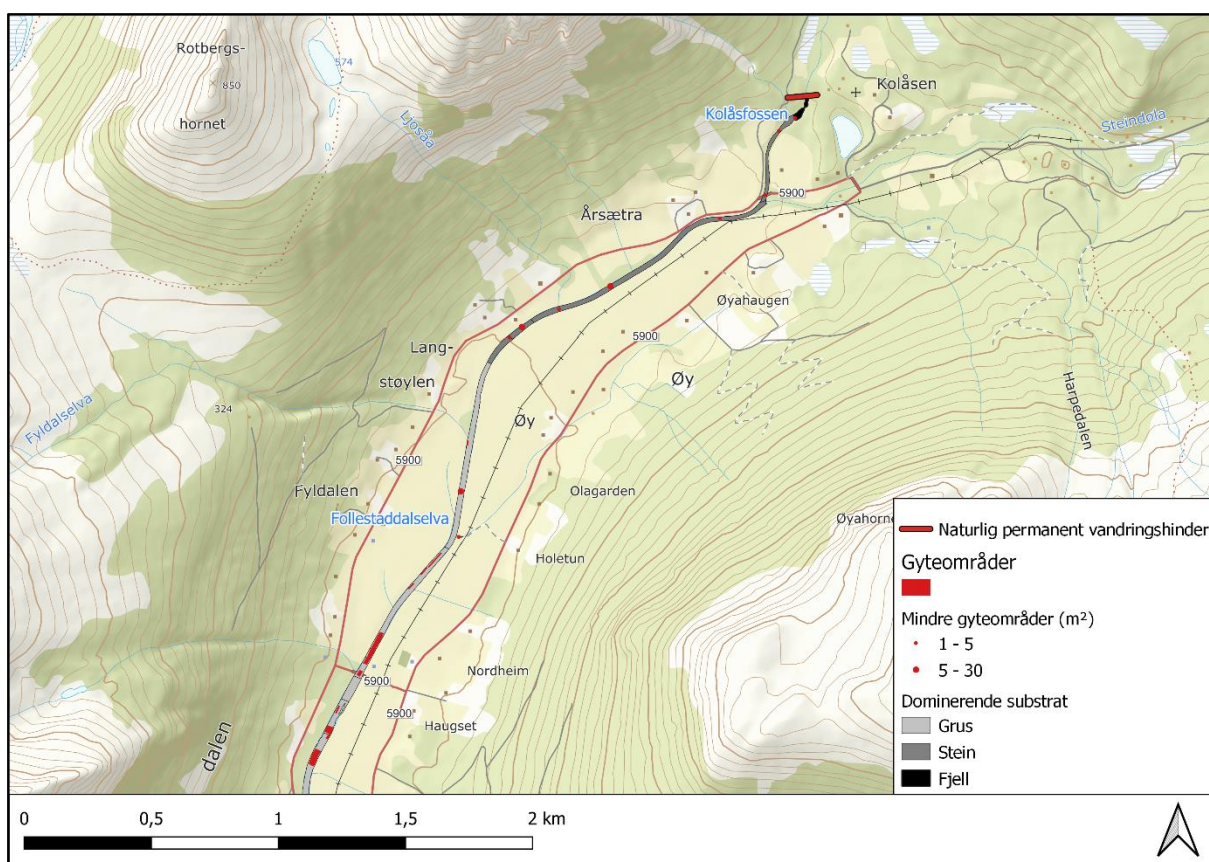 Rotbergs-
850
hornet
574
Ljosåa
Kolåsen
Kolåsfossen
Steindøla
5900
Årsætra
Øyahaugen
5900
Lang-
støylen
Øy
324
Fyldalselva
Øy
Harpedalen
5900
Fyldalen
Olagarden
Follestaddalselva
Holetun
Nordheim
5900
5900
Haugset
dalen
Naturlig permanent vandringshinder
Gyteområder
Mindre gyteområder (m²)
1 - 5
5 - 30
Dominerende substrat
Grus
Stein
Fjell
0 0,5 1 1,5 2 km